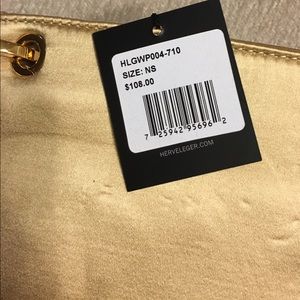 HLGWP004-710
SIZE: NS
$108.00
7 25942 95696 2
HERVELEGER.COM